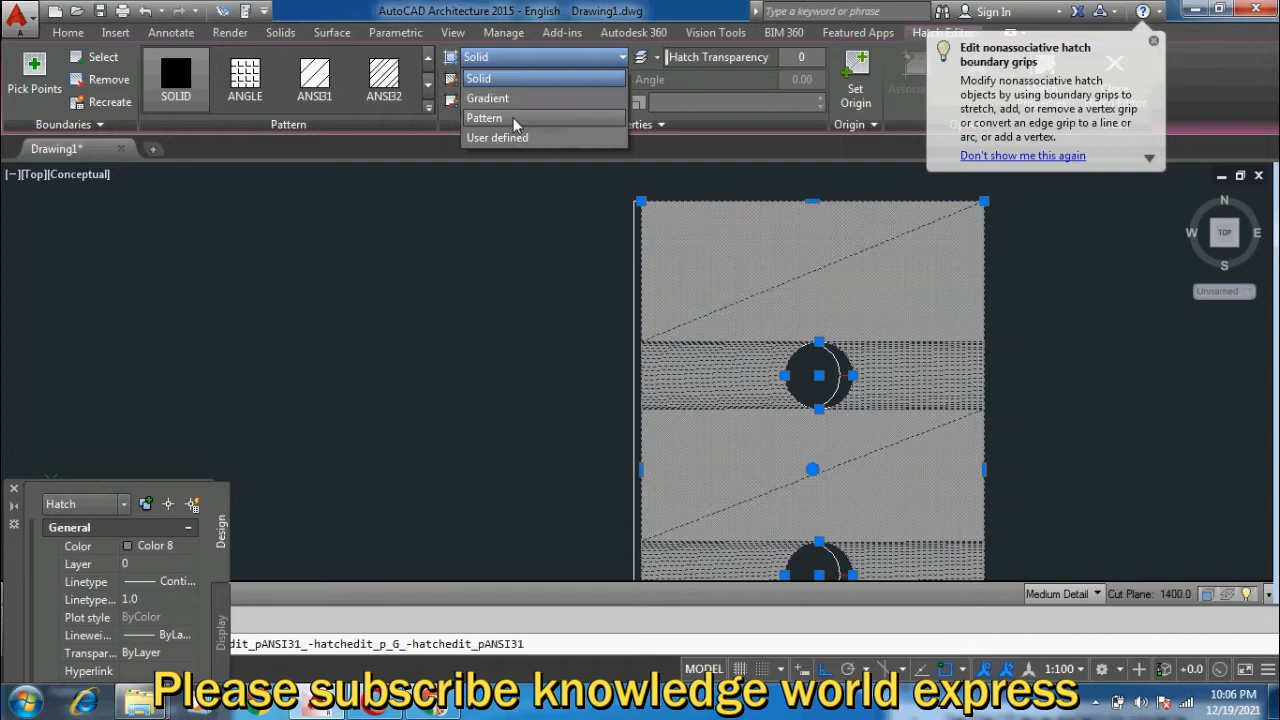 AutoCAD Architecture 2015 - English Drawing1.dwg
Type a keyword or phrase
Sign In
Home Insert Annotate Render Solids Surface Parametric View Manage Add-ins Autodesk 360 Vision Tools BIM 360 Featured Apps Hatch Editor
Pick Points
Select
Remove
Recreate
Boundaries
SOLID
ANGLE
ANSI31
ANSI32
Pattern
Solid
Solid
Gradient
Pattern
User defined
Hatch Transparency 0
Angle 0.00
Set
Origin
Origin
Edit nonassociative hatch
boundary grips
Modify nonassociative hatch
objects by using boundary grips to
stretch, add, or remove a vertex grip
or convert an edge grip to a line or
arc, or add a vertex.
Don't show me this again
Drawing1*
[−][Top][Conceptual]
N
W TOP E
S
Unnamed
Hatch
General
Color Color 8
Layer 0
Linetype Conti...
Linetype... 1.0
Plot style ByColor
Linewei... ByLa...
Transpar... ByLayer
Hyperlink
Design
Display
Medium Detail Cut Plane: 1400.0
edit_pANSI31_-hatchedit_p_G_-hatchedit_pANSI31
MODEL 1:100 +0.0
Please subscribe knowledge world express
10:06 PM
12/19/2021